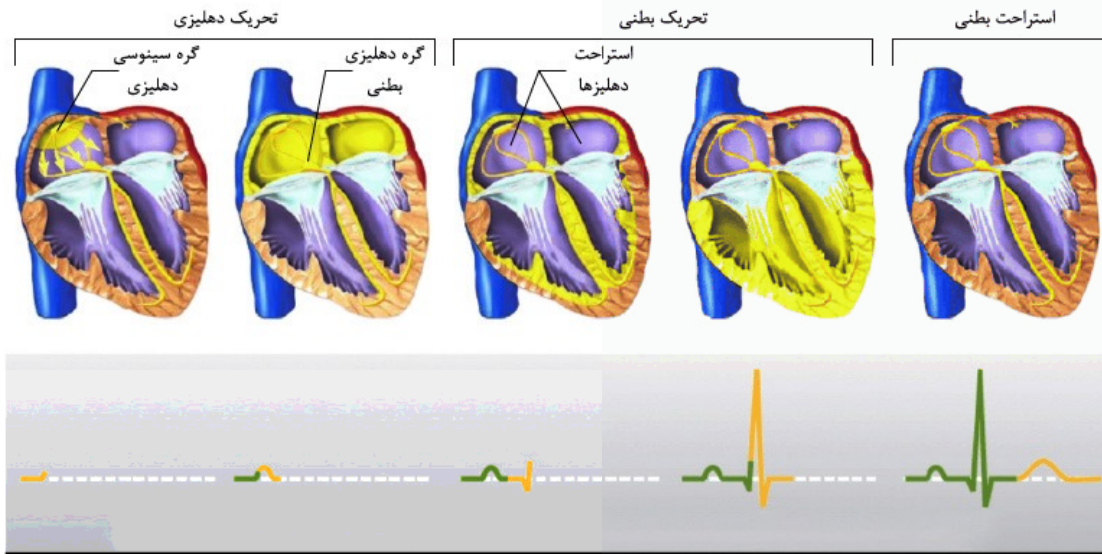 تحریک دهلیزی
تحریک بطنی
استراحت بطنی
گره سینوسی
دهلیزی
گره دهلیزی
بطنی
استراحت
دهلیزها